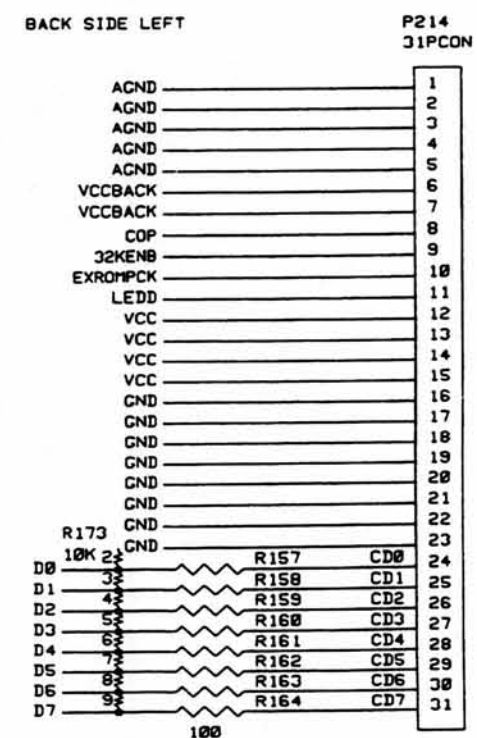 BACK SIDE LEFT P214
31PCON
AGND 1
AGND 2
AGND 3
AGND 4
AGND 5
VCCBACK 6
VCCBACK 7
COP 8
32KENB 9
EXROMPCK 10
LEDD 11
VCC 12
VCC 13
VCC 14
VCC 15
GND 16
GND 17
GND 18
GND 19
GND 20
GND 21
GND 22
R173
GND 23
10K 2 R157 CD0 24
D0
3 R158 CD1 25
D1
4 R159 CD2 26
D2
5 R160 CD3 27
D3
6 R161 CD4 28
D4
7 R162 CD5 29
D5
8 R163 CD6 30
D6
9 R164 CD7 31
D7
100